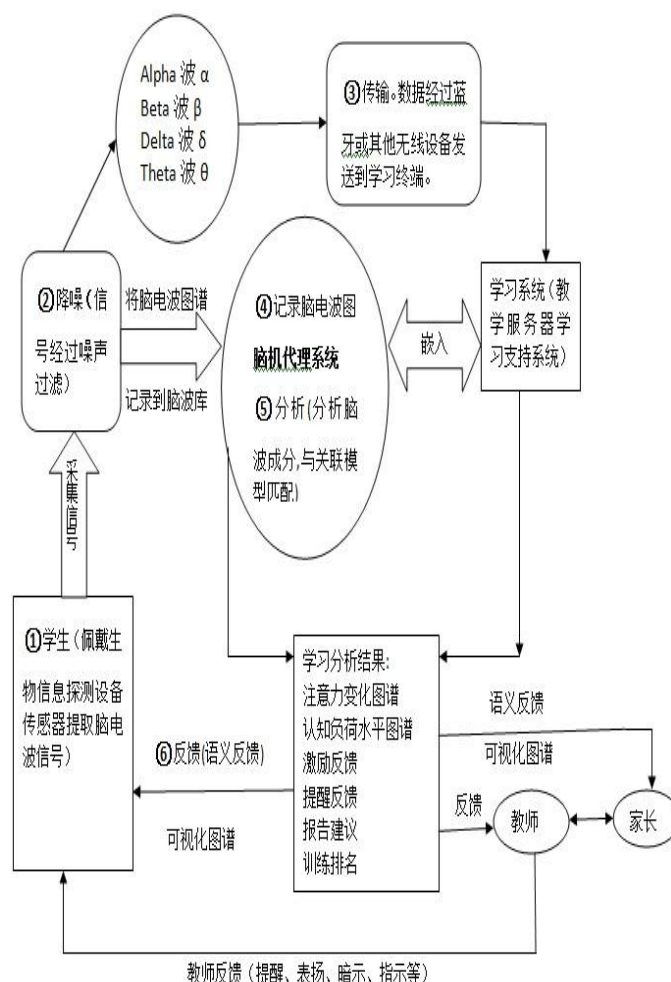 Alpha 波 α
Beta 波 β
Delta 波 δ
Theta 波 θ
③传输。数据经过蓝
牙或其他无线设备发
送到学习终端。
②降噪（信
号经过噪声
过滤）
将脑电波图谱
记录到脑波库
④记录脑电波图
脑机代理系统
⑤分析(分析脑
波成分,与关联模
型匹配)
嵌入
学习系统（教
学服务器学
习支持系统）
采集信号
①学生（佩戴生
物信息探测设备
传感器提取脑电
波信号）
⑥反馈(语义反馈)
可视化图谱
学习分析结果:
注意力变化图谱
认知负荷水平图谱
激励反馈
提醒反馈
报告建议
训练排名
语义反馈
可视化图谱
反馈
教师
家长
教师反馈（提醒、表扬、暗示、指示等）